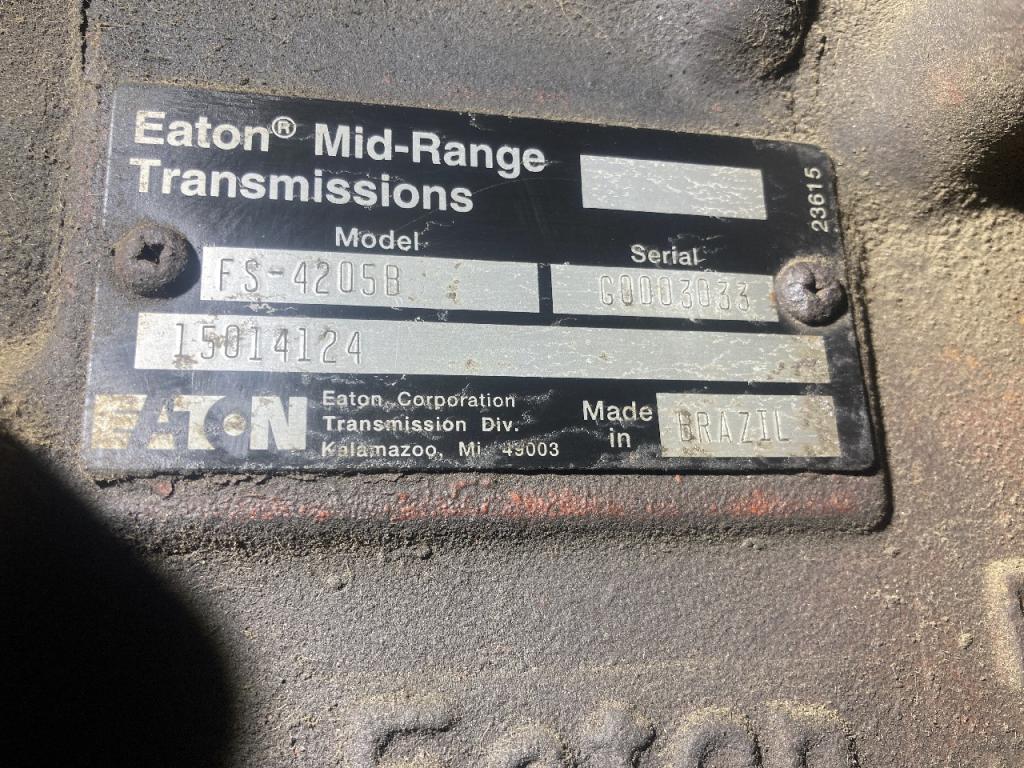 Eaton® Mid-Range
Transmissions
23615
Model
Serial
FS-4205B
G0003033
15014124
EATON
Eaton Corporation
Transmission Div.
Kalamazoo, Mi 49003
Made
in
BRAZIL
Eaton